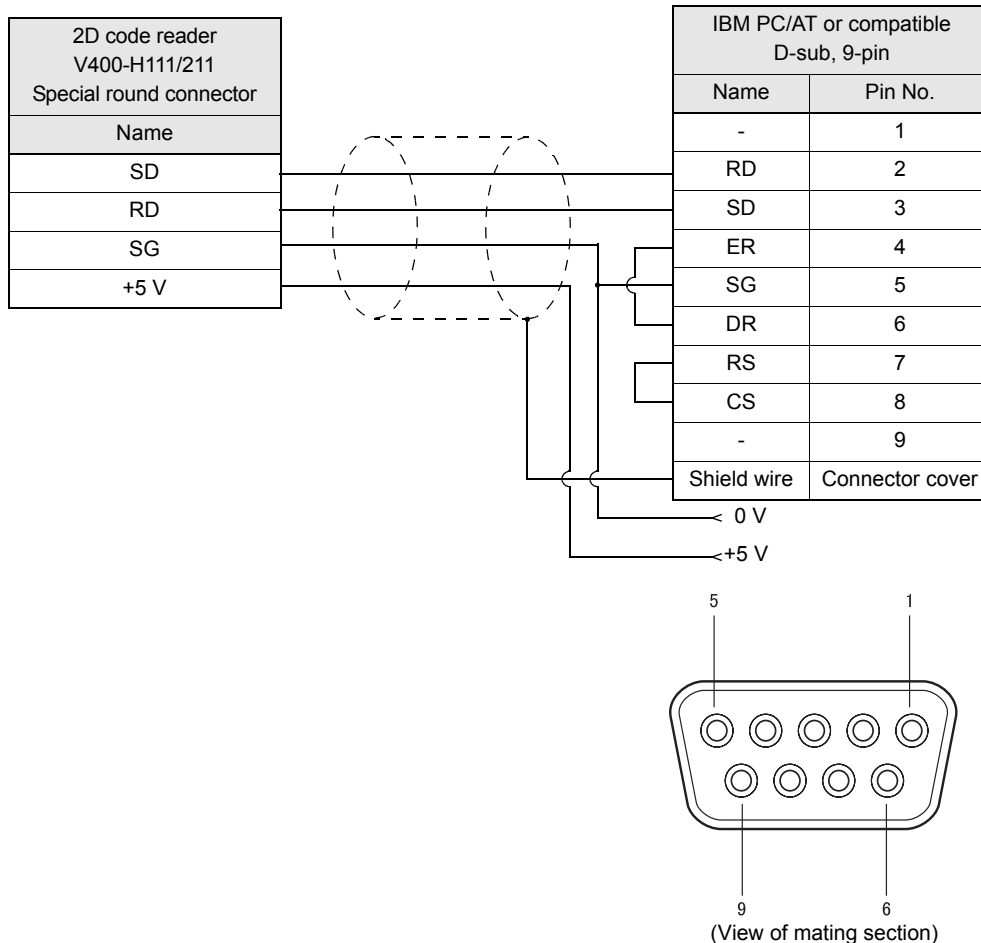 2D code reader
V400-H111/211
Special round connector
Name
SD
RD
SG
+5 V
IBM PC/AT or compatible
D-sub, 9-pin
Name Pin No.
- 1
RD 2
SD 3
ER 4
SG 5
DR 6
RS 7
CS 8
- 9
Shield wire Connector cover
0 V
+5 V
5 1
9 6
(View of mating section)